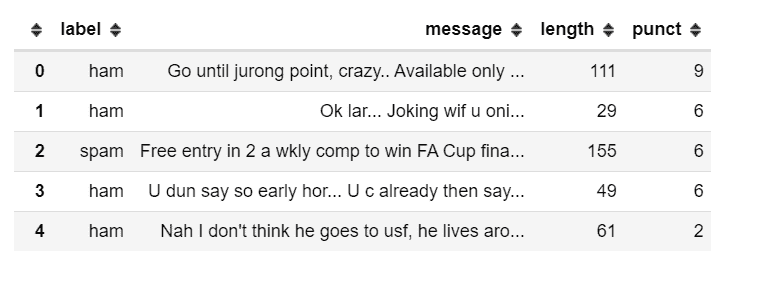 label message length punct
0 ham Go until jurong point, crazy.. Available only ... 111 9
1 ham Ok lar... Joking wif u oni... 29 6
2 spam Free entry in 2 a wkly comp to win FA Cup fina... 155 6
3 ham U dun say so early hor... U c already then say... 49 6
4 ham Nah I don't think he goes to usf, he lives aro... 61 2